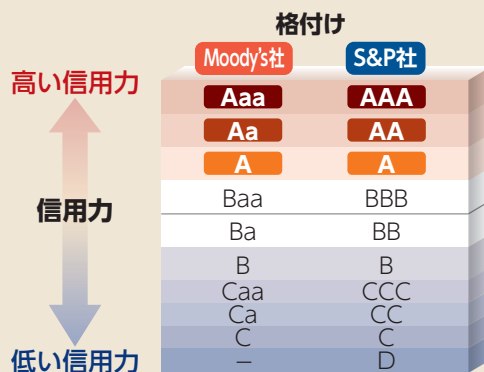 格付け
Moody's社 S&P社
高い信用力
Aaa AAA
Aa AA
A A
信用力
Baa BBB
Ba BB
B B
Caa CCC
Ca CC
C C
低い信用力
– D